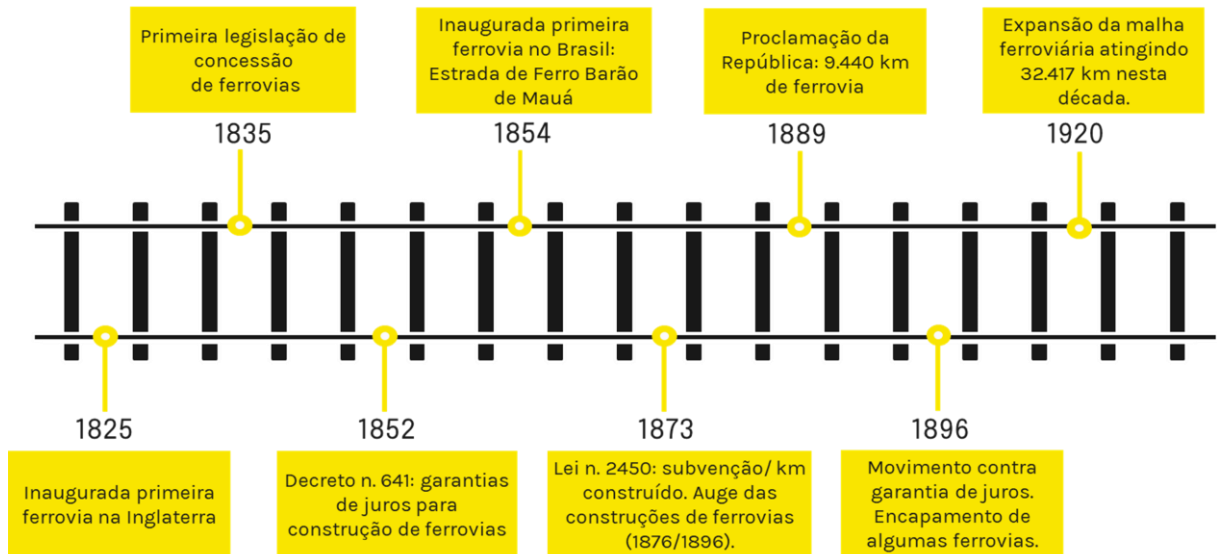 Primeira legislação de
concessão
de ferrovias
1835
Inaugurada primeira
ferrovia no Brasil:
Estrada de Ferro Barão
de Mauá
1854
Proclamação da
República: 9.440 km
de ferrovia
1889
Expansão da malha
ferroviária atingindo
32.417 km nesta
década.
1920
1825
Inaugurada primeira
ferrovia na Inglaterra
1852
Decreto n. 641: garantias
de juros para
construção de ferrovias
1873
Lei n. 2450: subvenção/ km
construído. Auge das
construções de ferrovias
(1876/1896).
1896
Movimento contra
garantia de juros.
Encapamento de
algumas ferrovias.